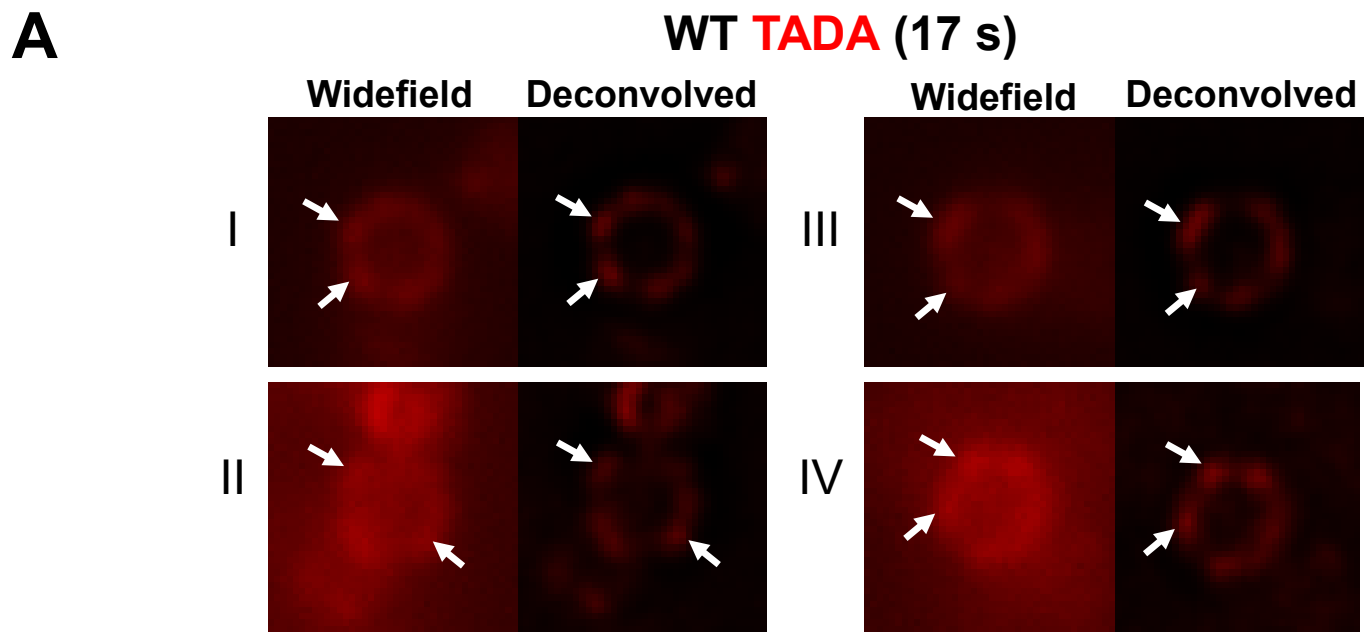 A
WT TADA (17 s)
Widefield Deconvolved Widefield Deconvolved
I
III
II
IV